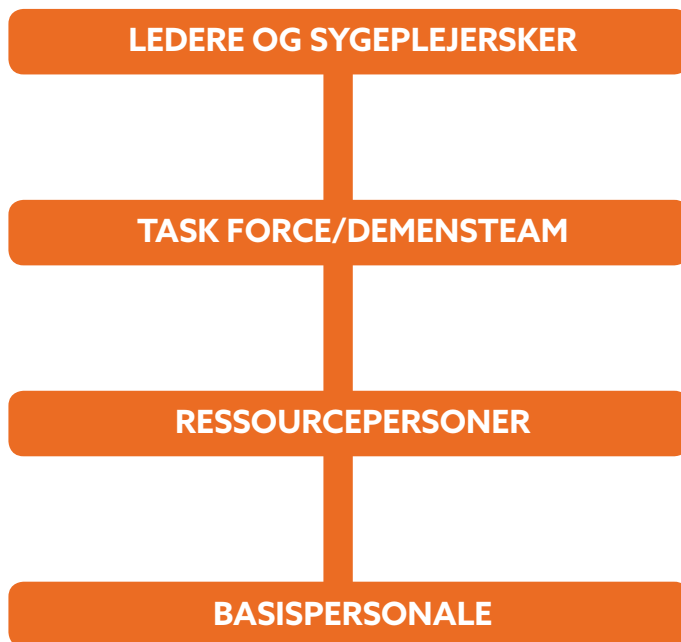 LEDERE OG SYGEPLEJERSKER
TASK FORCE/DEMENSTEAM
RESSOURCEPERSONER
BASISPERSONALE